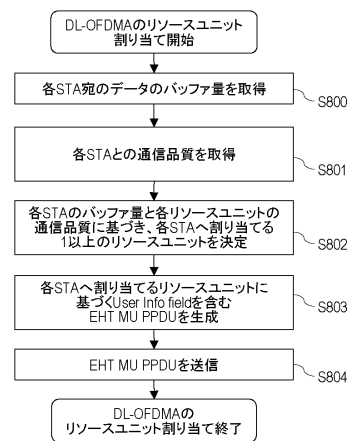 DL-OFDMAのリソースユニット
割り当て開始
各STA宛のデータのバッファ量を取得
S800
各STAとの通信品質を取得
S801
各STAのバッファ量と各リソースユニットの
通信品質に基づき、各STAへ割り当てる
1以上のリソースユニットを決定
S802
各STAへ割り当てるリソースユニットに
基づくUser Info fieldを含む
EHT MU PPDUを生成
S803
EHT MU PPDUを送信
S804
DL-OFDMAの
リソースユニット割り当て終了